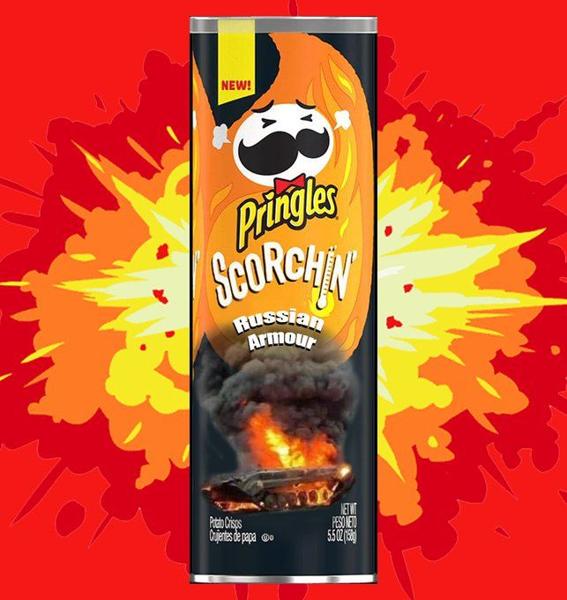 NEW!
Pringles
SCORCHIN'
Russian
Armour
Potato Crisps
Crujientes de papa
NET WT
PESO NETO
5.5 OZ (158g)